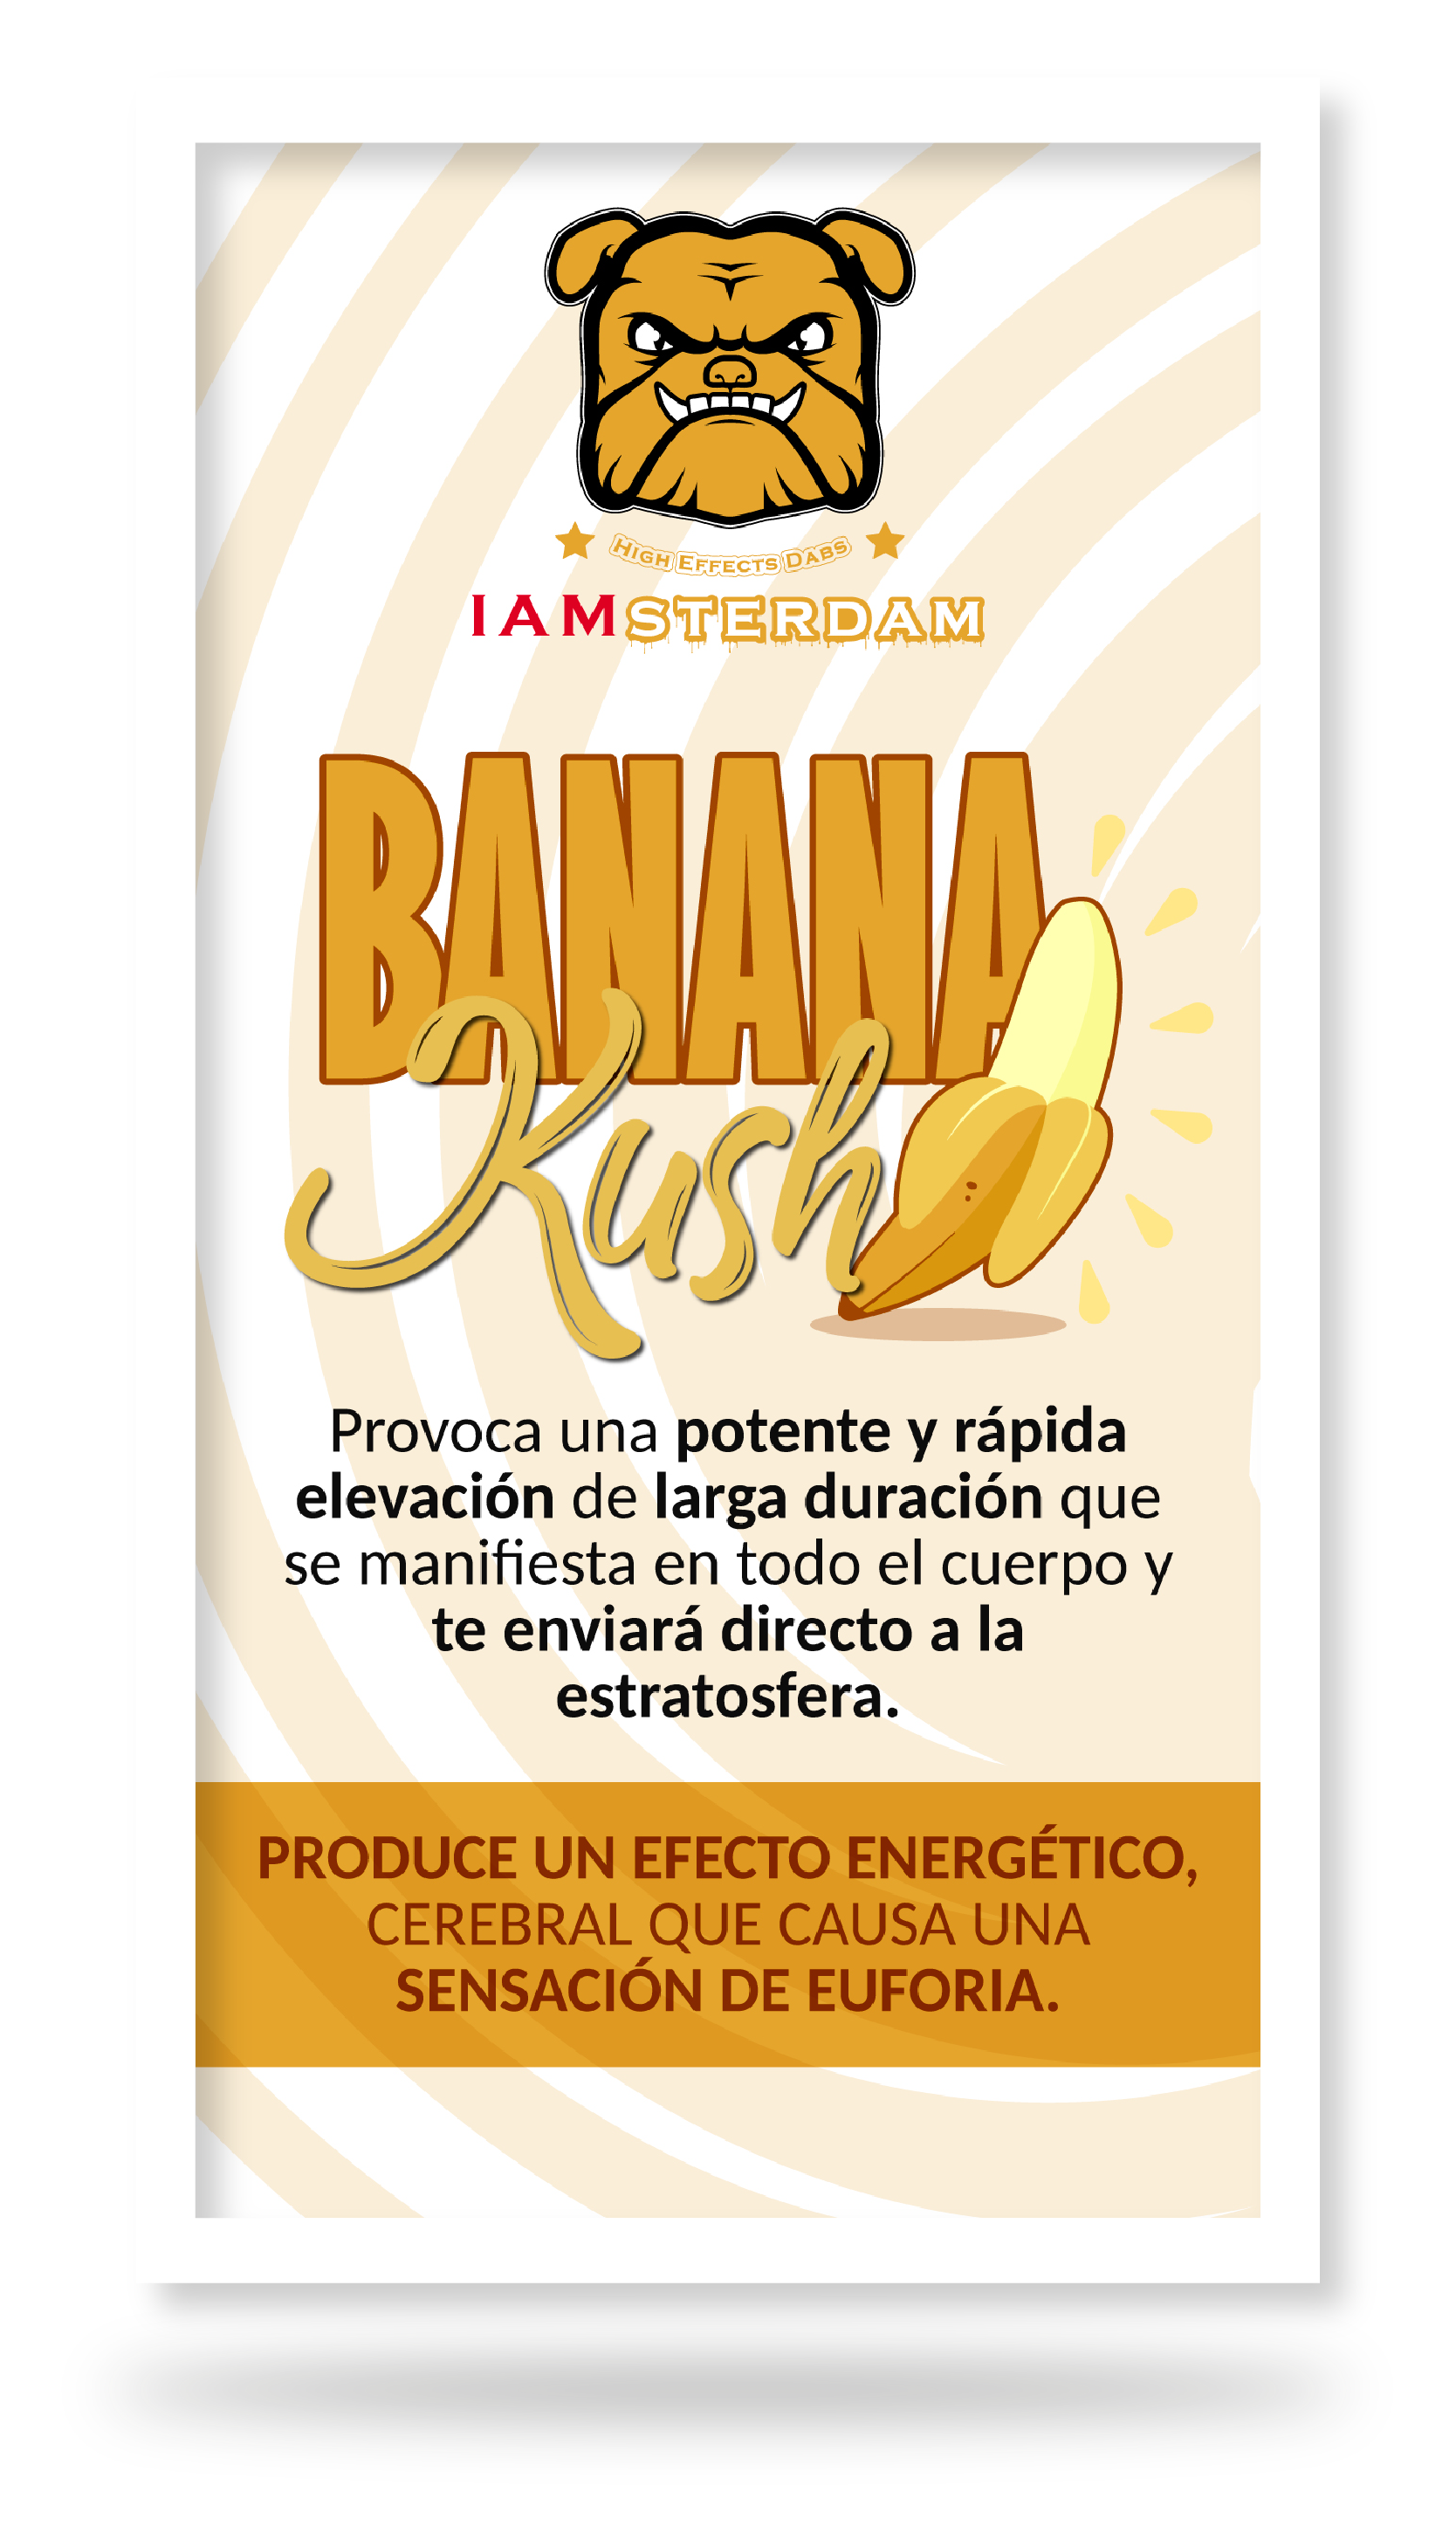 HIGH EFFECTS DABS
IAMSTERDAM
BANANA
Kush
Provoca una potente y rápida
elevación de larga duración que
se manifiesta en todo el cuerpo y
te enviará directo a la
estratosfera.
PRODUCE UN EFECTO ENERGÉTICO,
CEREBRAL QUE CAUSA UNA
SENSACIÓN DE EUFORIA.